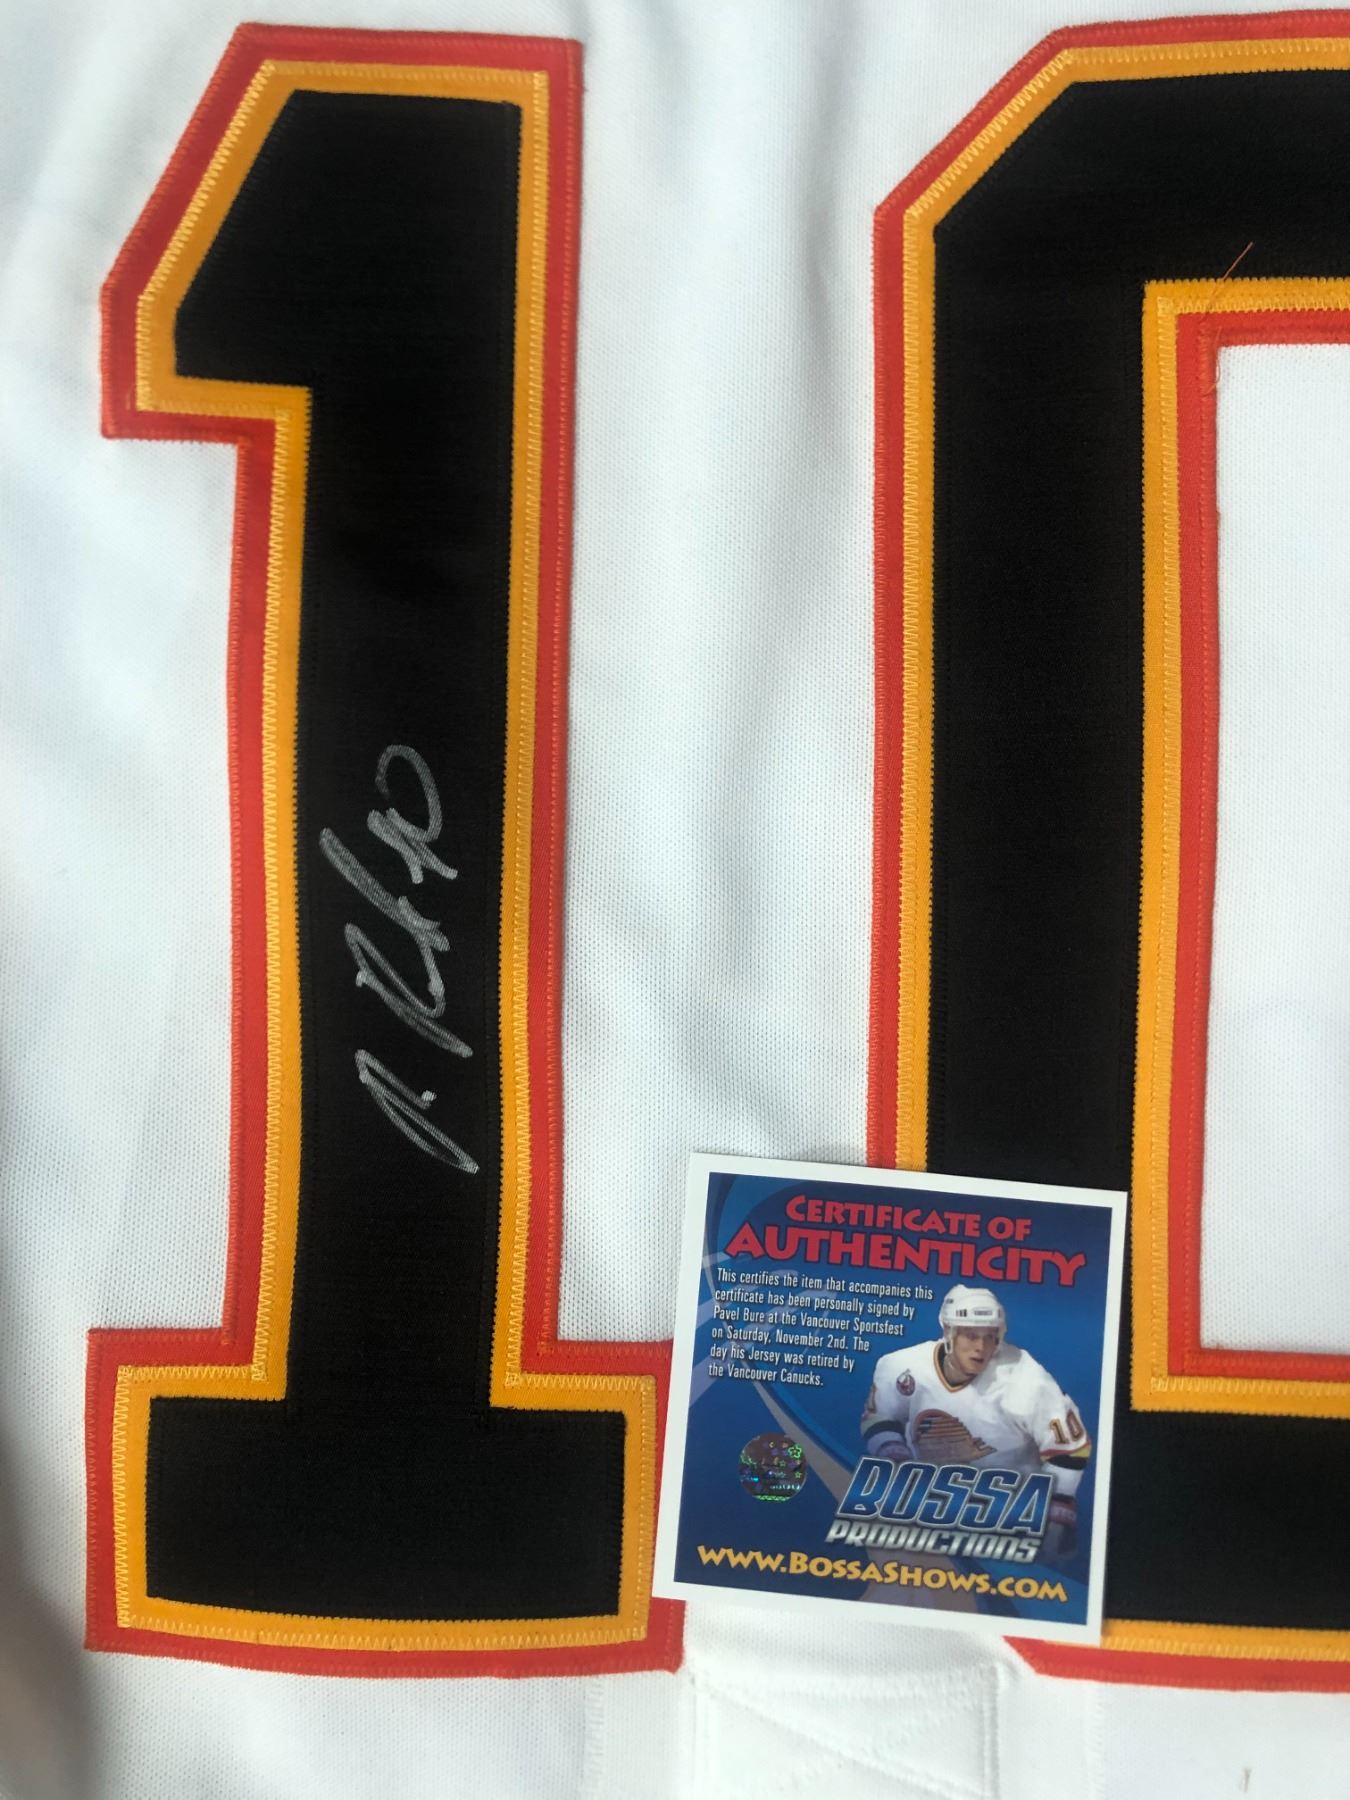 10
CERTIFICATE OF
AUTHENTICITY
This certifies the item that accompanies this
certificate has been personally signed by
Pavel Bure at the Vancouver Sportsfest
on Saturday, November 2nd. The
day his Jersey was retired by
the Vancouver Canucks.
10
BOSSA
PRODUCTIONS
WWW.BOSSASHOWS.COM